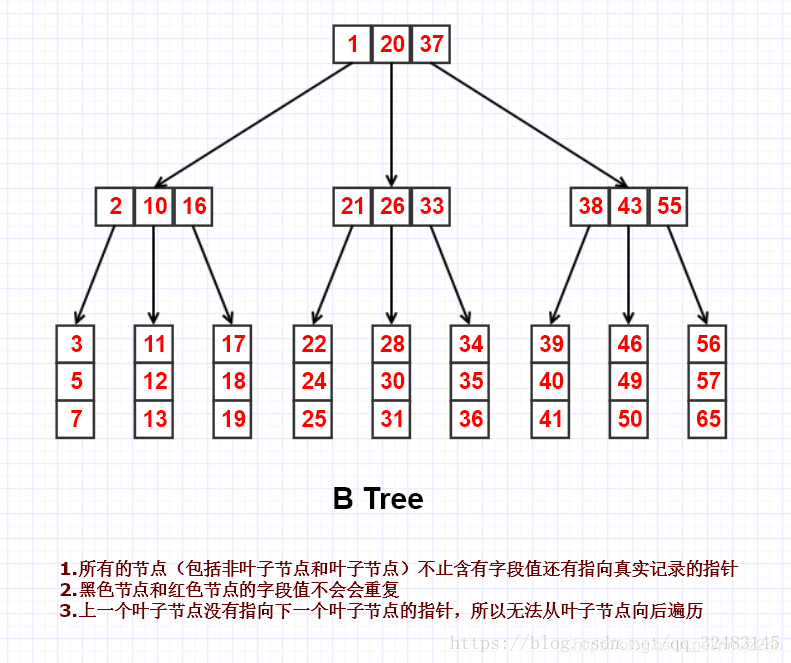 1 20 37
2 10 16 21 26 33 38 43 55
3 11 17 22 28 34 39 46 56
5 12 18 24 30 35 40 49 57
7 13 19 25 31 36 41 50 65
B Tree
1.所有的节点（包括非叶子节点和叶子节点）不止含有字段值还有指向真实记录的指针
2.黑色节点和红色节点的字段值不会会重复
3.上一个叶子节点没有指向下一个叶子节点的指针，所以无法从叶子节点向后遍历
https://blog.csdn.net/qq_32483145